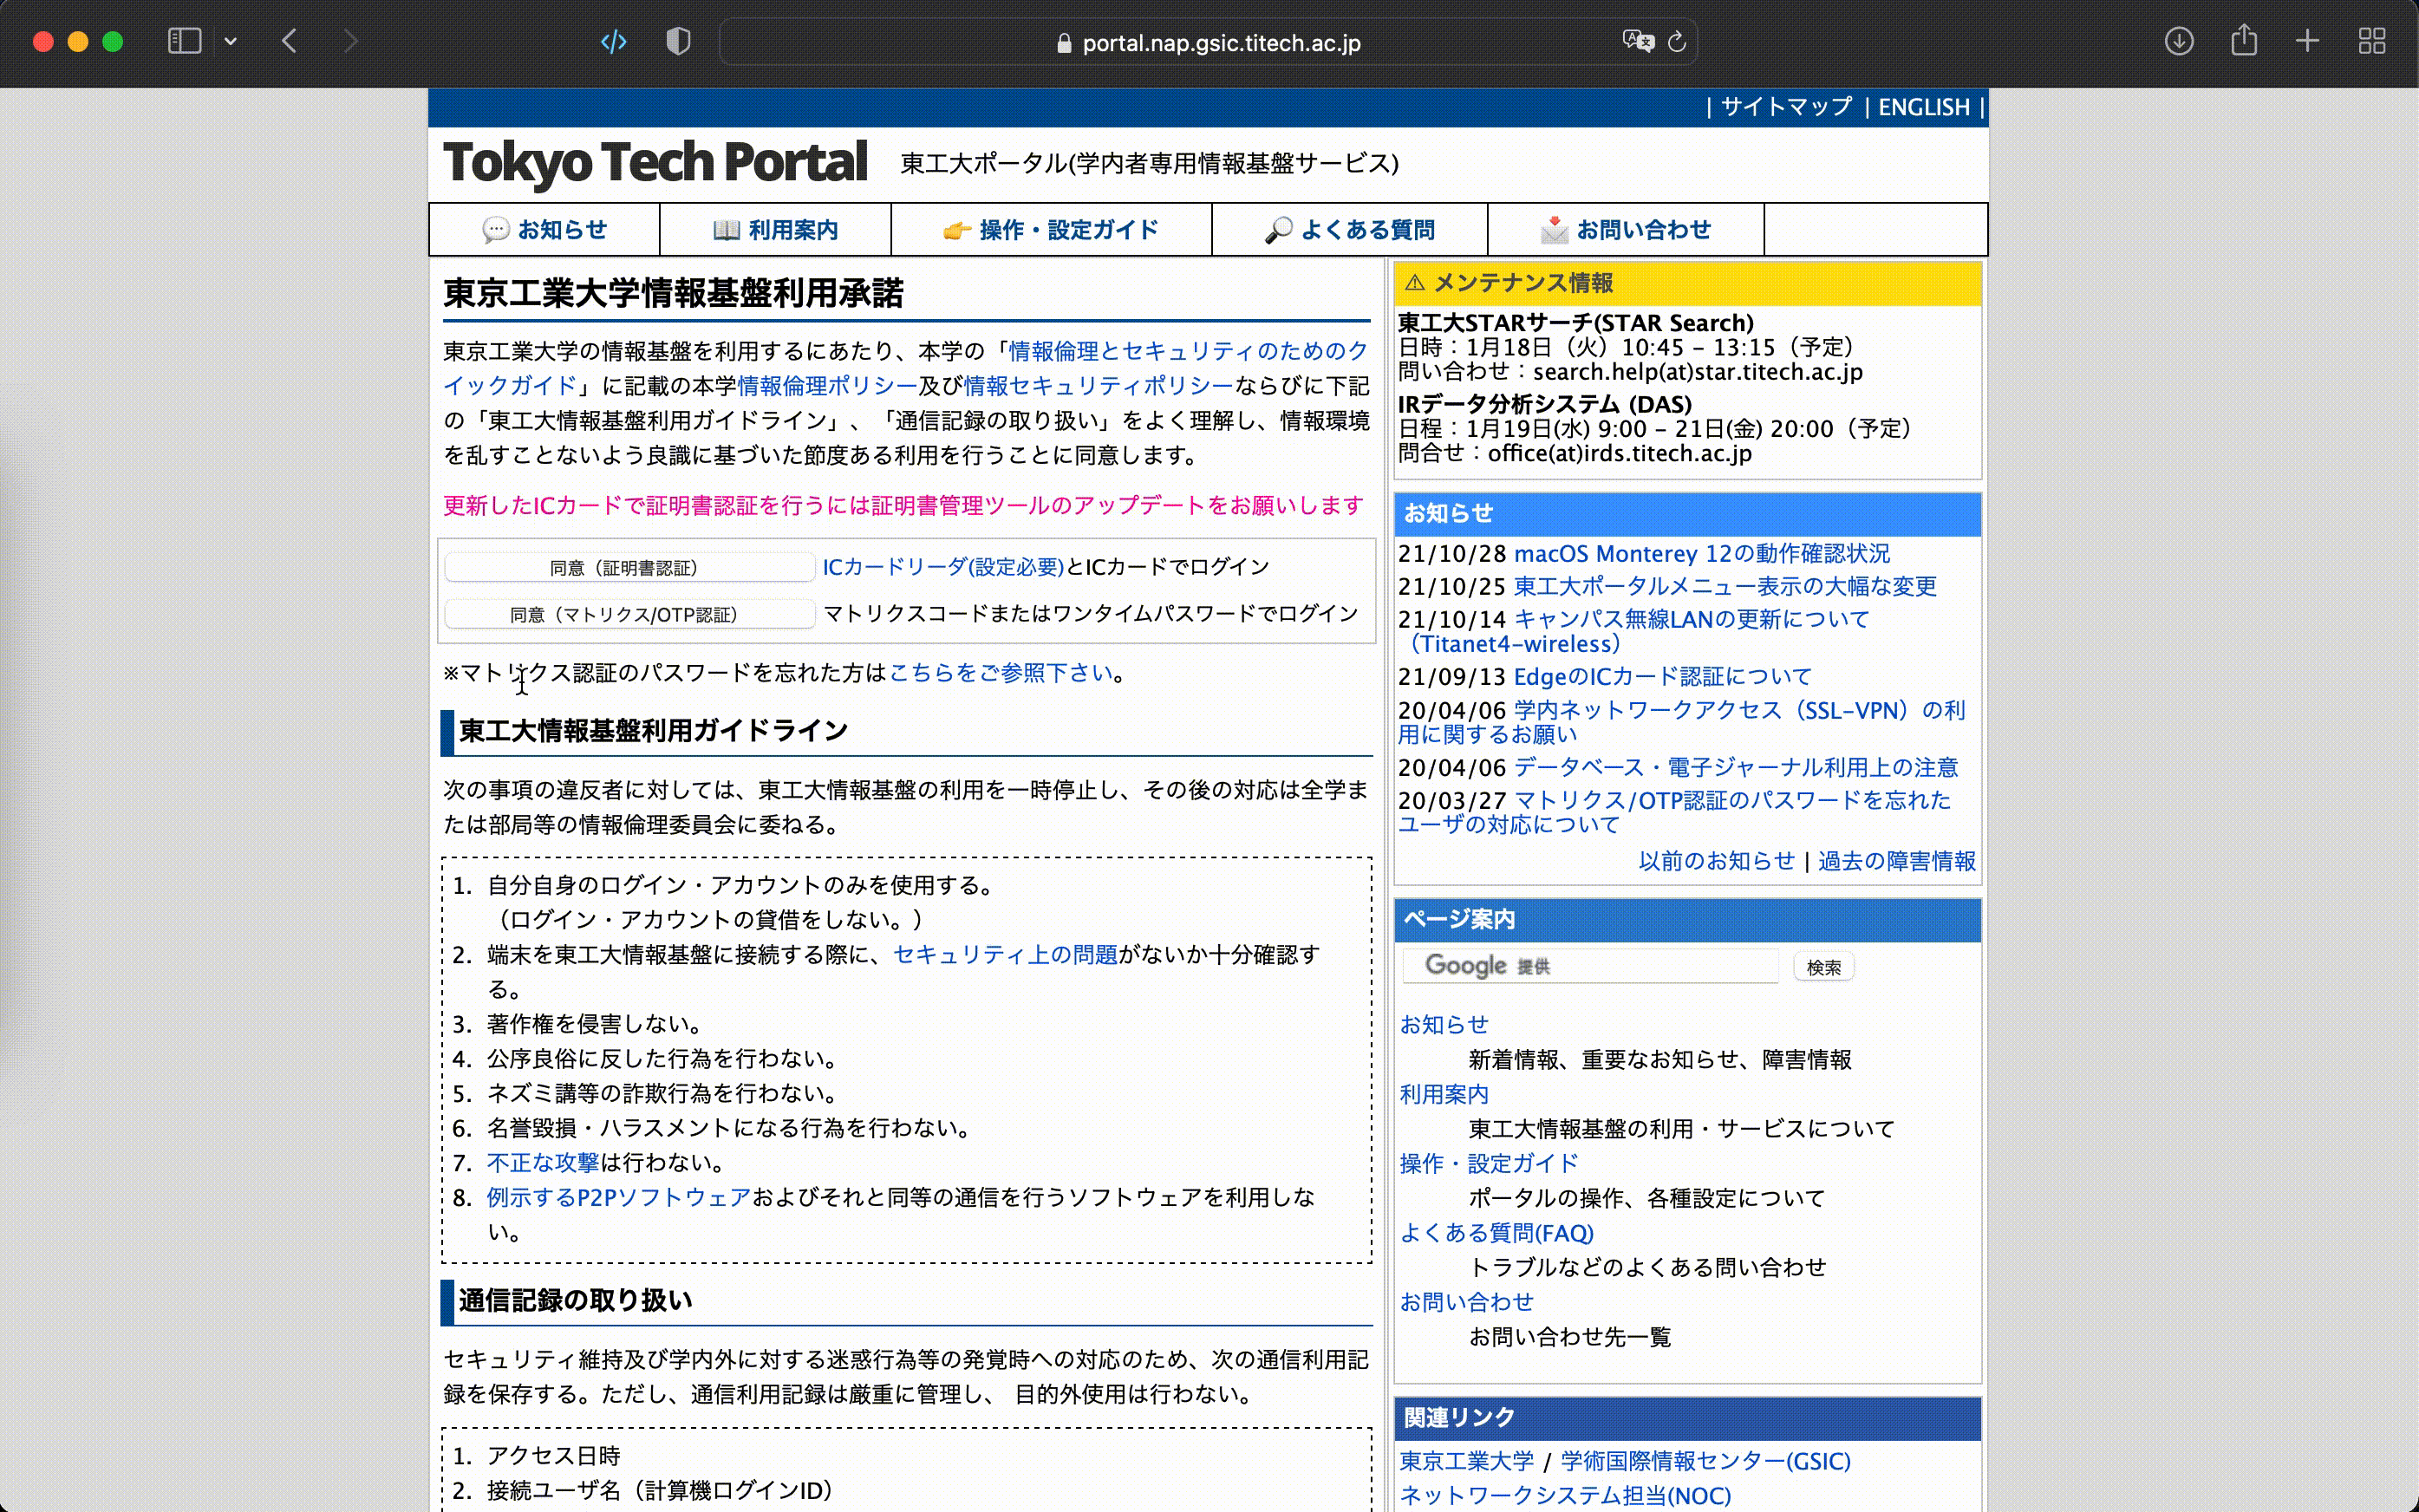 portal.nap.gsic.titech.ac.jp
| サイトマップ | ENGLISH |
Tokyo Tech Portal 東工大ポータル(学内者専用情報基盤サービス)
お知らせ 利用案内 操作・設定ガイド よくある質問 お問い合わせ
東京工業大学情報基盤利用承諾
東京工業大学の情報基盤を利用するにあたり、本学の「情報倫理とセキュリティのためのク
イックガイド」に記載の本学情報倫理ポリシー及び情報セキュリティポリシーならびに下記
の「東工大情報基盤利用ガイドライン」、「通信記録の取り扱い」をよく理解し、情報環境
を乱すことないよう良識に基づいた節度ある利用を行うことに同意します。
更新したICカードで証明書認証を行うには証明書管理ツールのアップデートをお願いします
同意（証明書認証） ICカードリーダ(設定必要)とICカードでログイン
同意（マトリクス/OTP認証） マトリクスコードまたはワンタイムパスワードでログイン
※マトリクス認証のパスワードを忘れた方はこちらをご参照下さい。
東工大情報基盤利用ガイドライン
次の事項の違反者に対しては、東工大情報基盤の利用を一時停止し、その後の対応は全学ま
たは部局等の情報倫理委員会に委ねる。
1. 自分自身のログイン・アカウントのみを使用する。
（ログイン・アカウントの貸借をしない。）
2. 端末を東工大情報基盤に接続する際に、セキュリティ上の問題がないか十分確認す
る。
3. 著作権を侵害しない。
4. 公序良俗に反した行為を行わない。
5. ネズミ講等の詐欺行為を行わない。
6. 名誉毀損・ハラスメントになる行為を行わない。
7. 不正な攻撃は行わない。
8. 例示するP2Pソフトウェアおよびそれと同等の通信を行うソフトウェアを利用しな
い。
通信記録の取り扱い
セキュリティ維持及び学内外に対する迷惑行為等の発覚時への対応のため、次の通信利用記
録を保存する。ただし、通信利用記録は厳重に管理し、 目的外使用は行わない。
1. アクセス日時
2. 接続ユーザ名（計算機ログインID）
⚠ メンテナンス情報
東工大STARサーチ(STAR Search)
日時：1月18日（火）10:45 – 13:15（予定）
問い合わせ：search.help(at)star.titech.ac.jp
IRデータ分析システム (DAS)
日程：1月19日(水) 9:00 – 21日(金) 20:00（予定）
問合せ：office(at)irds.titech.ac.jp
お知らせ
21/10/28 macOS Monterey 12の動作確認状況
21/10/25 東工大ポータルメニュー表示の大幅な変更
21/10/14 キャンパス無線LANの更新について
（Titanet4-wireless）
21/09/13 EdgeのICカード認証について
20/04/06 学内ネットワークアクセス（SSL-VPN）の利
用に関するお願い
20/04/06 データベース・電子ジャーナル利用上の注意
20/03/27 マトリクス/OTP認証のパスワードを忘れた
ユーザの対応について
以前のお知らせ | 過去の障害情報
ページ案内
Google 提供 検索
お知らせ
新着情報、重要なお知らせ、障害情報
利用案内
東工大情報基盤の利用・サービスについて
操作・設定ガイド
ポータルの操作、各種設定について
よくある質問(FAQ)
トラブルなどのよくある問い合わせ
お問い合わせ
お問い合わせ先一覧
関連リンク
東京工業大学 / 学術国際情報センター(GSIC)
ネットワークシステム担当(NOC)